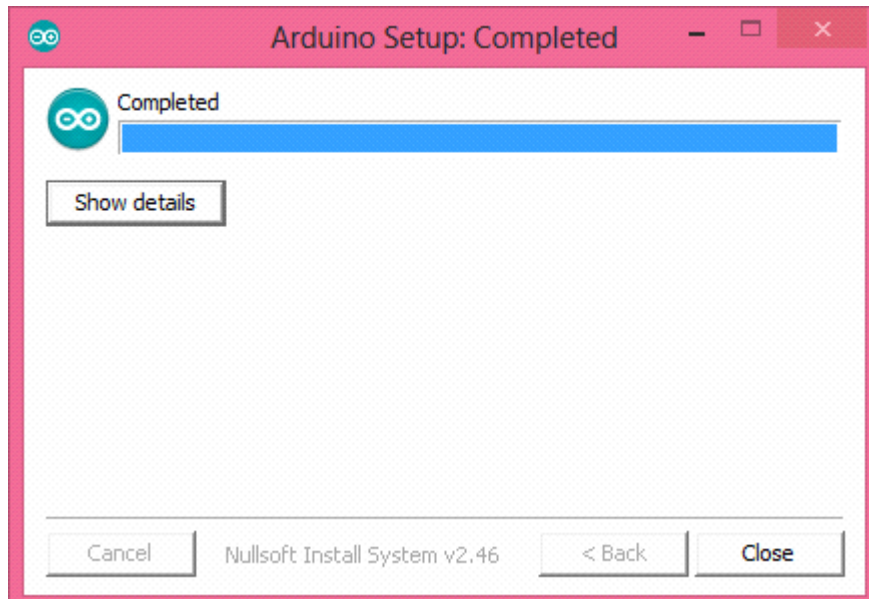 Arduino Setup: Completed
Completed
Show details
Cancel
Nullsoft Install System v2.46
< Back
Close